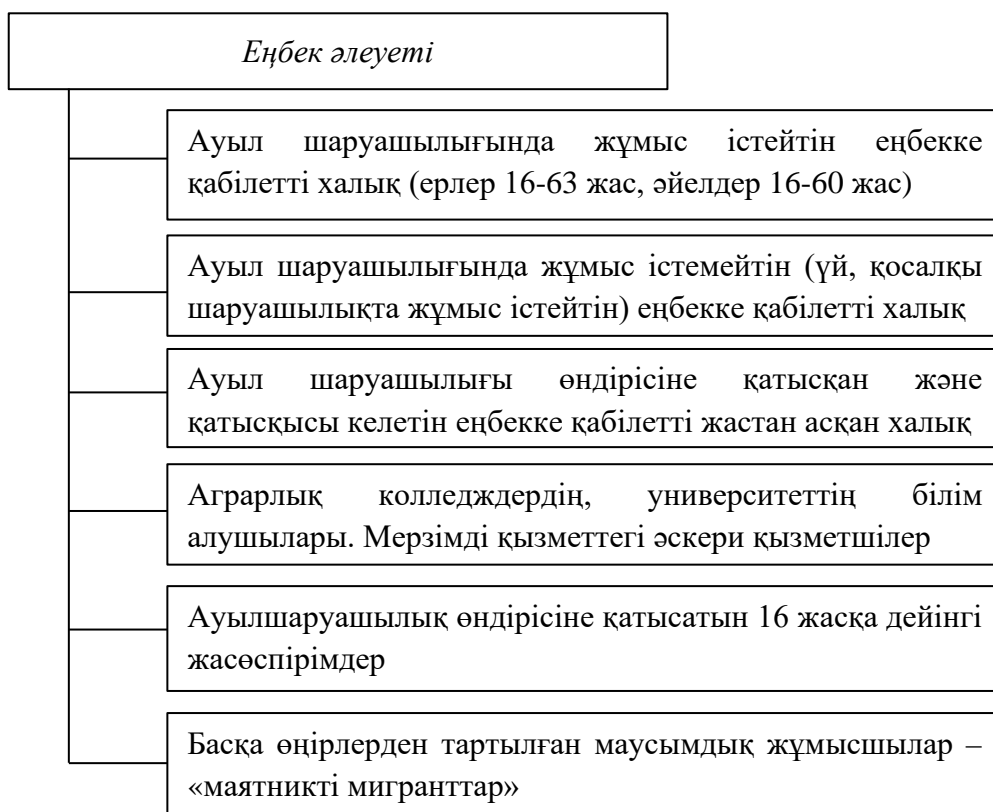 Еңбек әлеуеті
Ауыл шаруашылығында жұмыс істейтін еңбекке
қабілетті халық (ерлер 16-63 жас, әйелдер 16-60 жас)
Ауыл шаруашылығында жұмыс істемейтін (үй, қосалқы
шаруашылықта жұмыс істейтін) еңбекке қабілетті халық
Ауыл шаруашылығы өндірісіне қатысқан және
қатысқысы келетін еңбекке қабілетті жастан асқан халық
Аграрлық колледждердің, университеттің білім
алушылары. Мерзімді қызметтегі әскери қызметшілер
Ауылшаруашылық өндірісіне қатысатын 16 жасқа дейінгі
жасөспірімдер
Басқа өңірлерден тартылған маусымдық жұмысшылар –
«маятникті мигранттар»